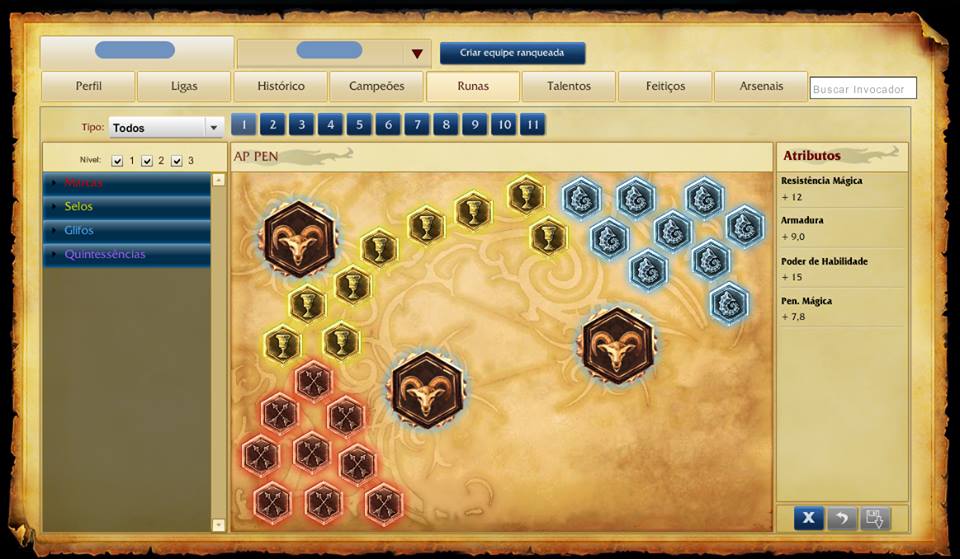 Criar equipe ranqueada
Perfil
Ligas
Histórico
Campeões
Runas
Talentos
Feitiços
Arsenais
Buscar Invocador
Tipo: Todos
1 2 3 4 5 6 7 8 9 10 11
Nível: 1 2 3
AP PEN
Atributos
Marcas
Selos
Glifos
Quintessências
Resistência Mágica
+ 12
Armadura
+ 9,0
Poder de Habilidade
+ 15
Pen. Mágica
+ 7,8
X